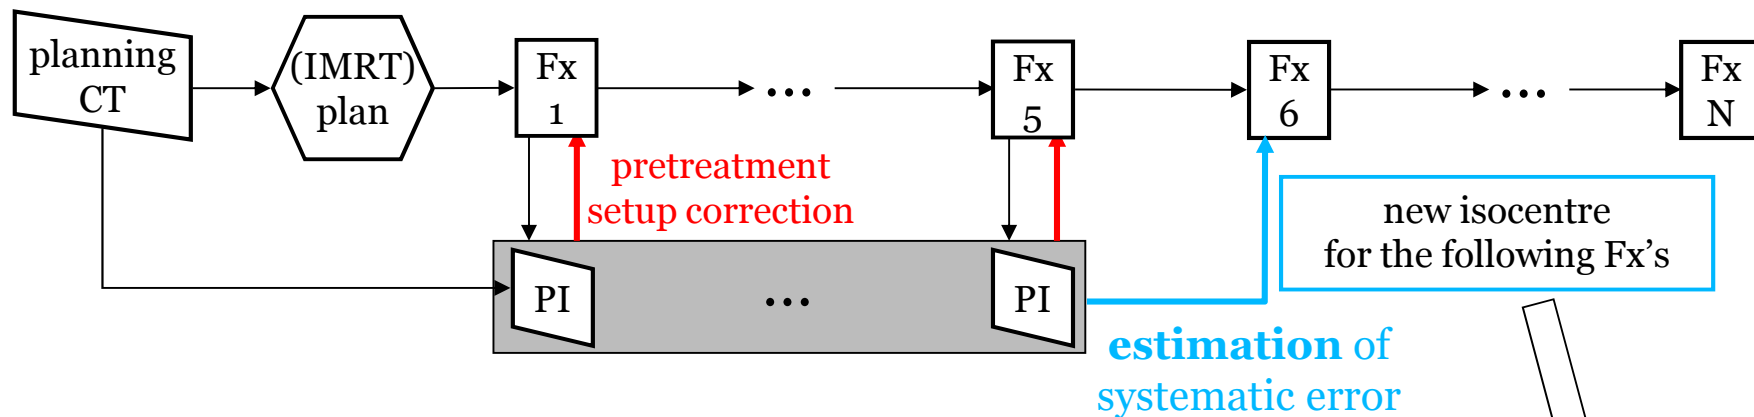 planning
CT
(IMRT)
plan
Fx
1
...
Fx
5
Fx
6
...
Fx
N
pretreatment
setup correction
PI
...
PI
new isocentre
for the following Fx's
estimation of
systematic error